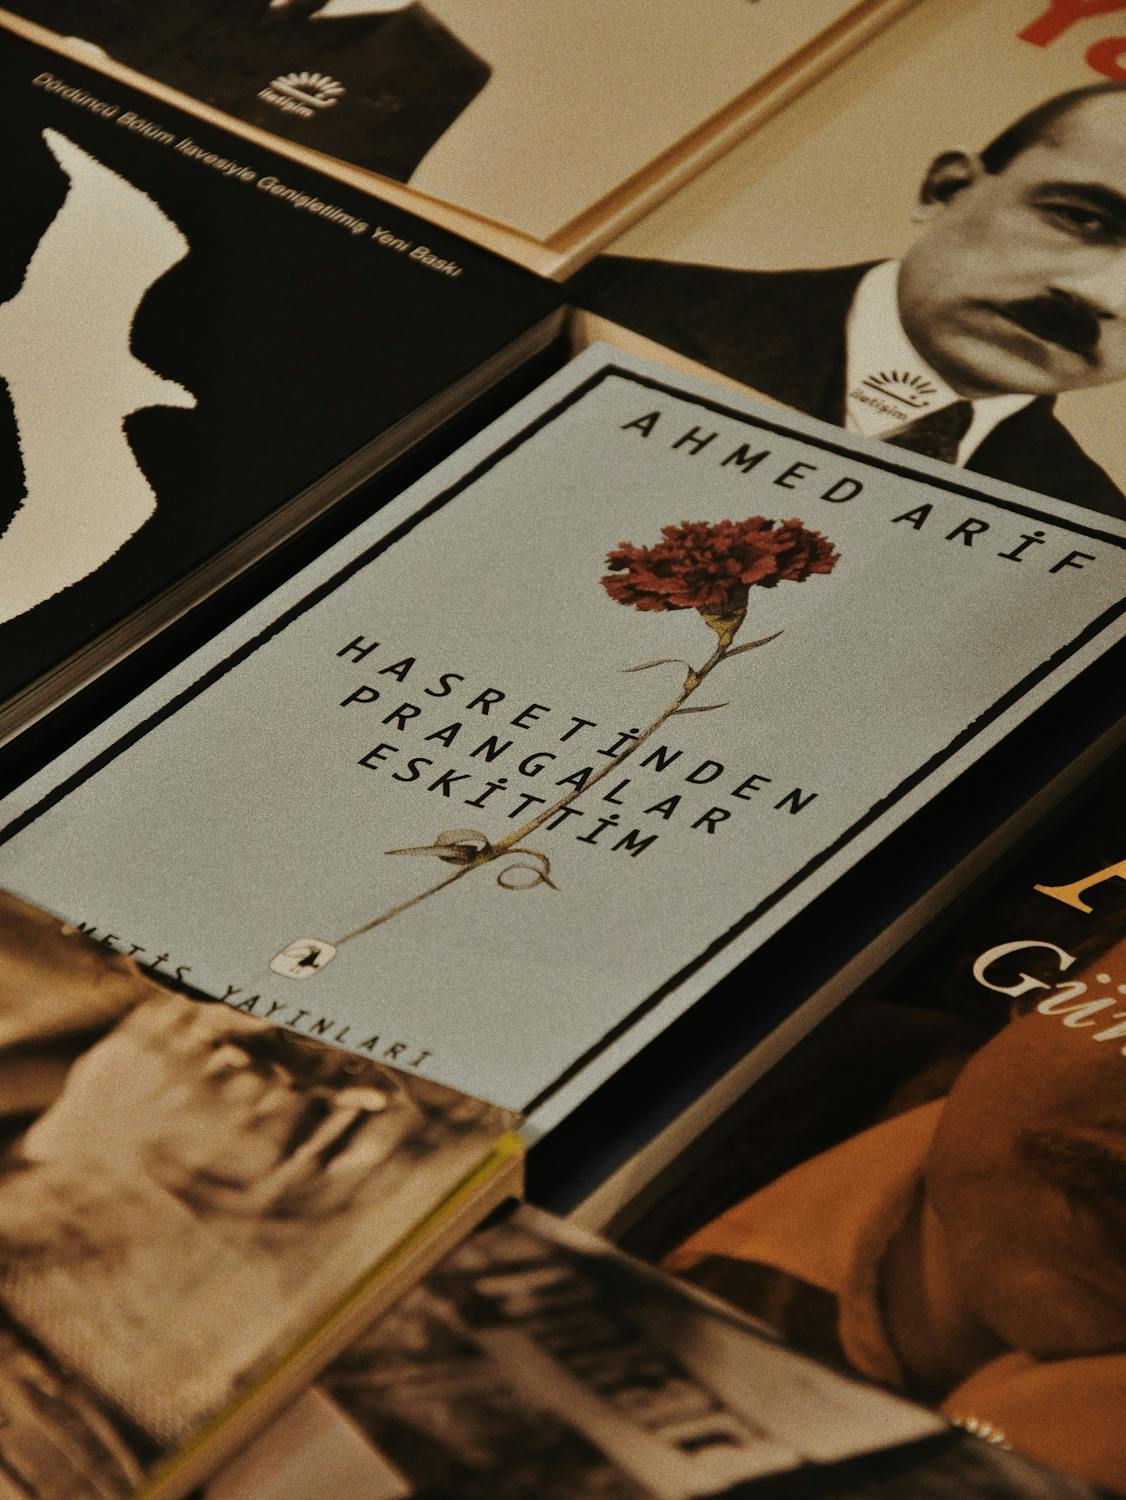 iletişim
Dördüncü Bölüm İlavesiyle Genişletilmiş Yeni Baskı
iletişim
AHMED ARİF
HASRETİNDEN
PRANGALAR
ESKİTTİM
METİS YAYINLARI